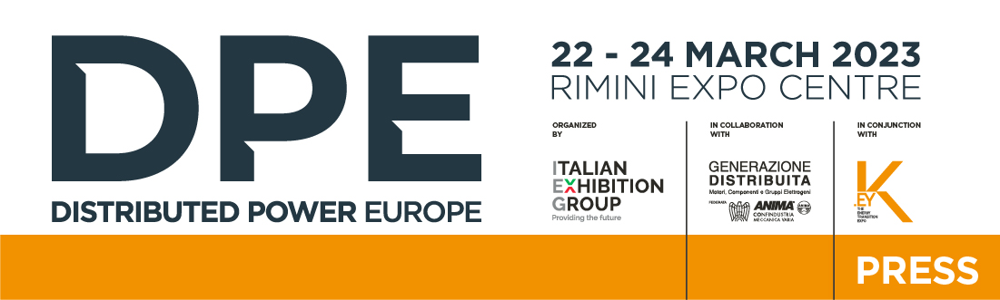 DPE
DISTRIBUTED POWER EUROPE
22 - 24 MARCH 2023
RIMINI EXPO CENTRE
ORGANIZED
BY
ITALIAN
EXHIBITION
GROUP
Providing the future
IN COLLABORATION
WITH
GENERAZIONE
DISTRIBUITA
Motori, Componenti e Gruppi Elettrogeni
FEDERATA
ANIMA
CONFINDUSTRIA
MECCANICA VARIA
IN CONJUNCTION
WITH
K
.EY
THE
ENERGY
TRANSITION
EXPO
PRESS